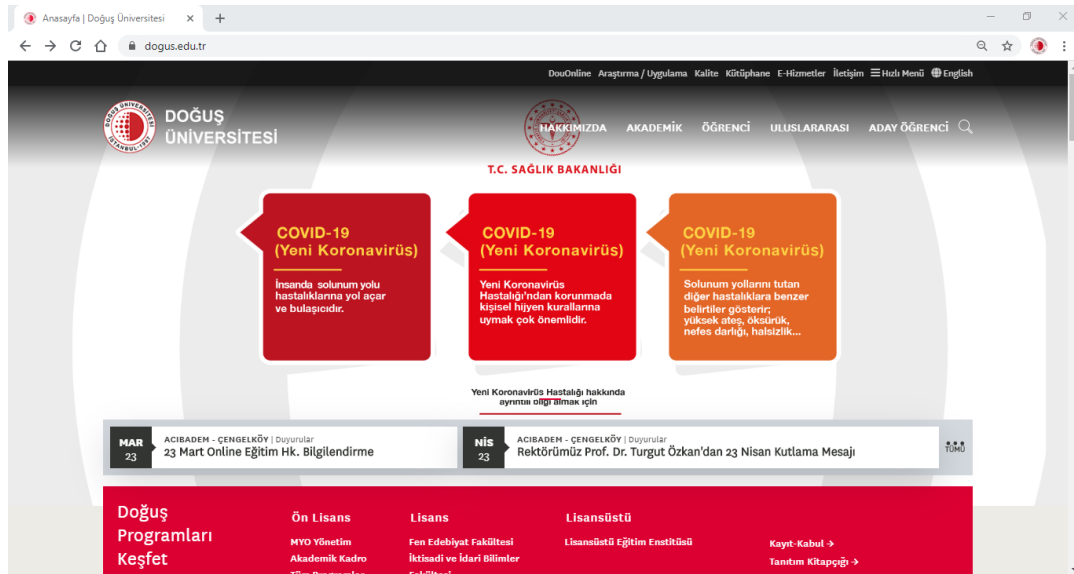 Anasayfa | Doğuş Üniversitesi
dogus.edu.tr
DouOnline Araştırma / Uygulama Kalite Kütüphane E-Hizmetler İletişim Hızlı Menü English
DOĞUŞ
ÜNİVERSİTESİ
HAKKIMIZDA AKADEMİK ÖĞRENCİ ULUSLARARASI ADAY ÖĞRENCİ
T.C. SAĞLIK BAKANLIĞI
COVID-19
(Yeni Koronavirüs)
İnsanda solunum yolu
hastalıklarına yol açar
ve bulaşıcıdır.
COVID-19
(Yeni Koronavirüs)
Yeni Koronavirüs
Hastalığı'ndan korunmada
kişisel hijyen kurallarına
uymak çok önemlidir.
COVID-19
(Yeni Koronavirüs)
Solunum yollarını tutan
diğer hastalıklara benzer
belirtiler gösterir;
yüksek ateş, öksürük,
nefes darlığı, halsizlik...
Yeni Koronavirüs Hastalığı hakkında
ayrıntılı bilgi almak için
MAR
23
ACIBADEM - ÇENGELKÖY | Duyurular
23 Mart Online Eğitim Hk. Bilgilendirme
NİS
23
ACIBADEM - ÇENGELKÖY | Duyurular
Rektörümüz Prof. Dr. Turgut Özkan'dan 23 Nisan Kutlama Mesajı
TÜMÜ
Doğuş
Programları
Keşfet
Ön Lisans
MYO Yönetim
Akademik Kadro
Tüm Programlar
Lisans
Fen Edebiyat Fakültesi
İktisadi ve İdari Bilimler
Fakültesi
Lisansüstü
Lisansüstü Eğitim Enstitüsü
Kayıt-Kabul →
Tanıtım Kitapçığı →